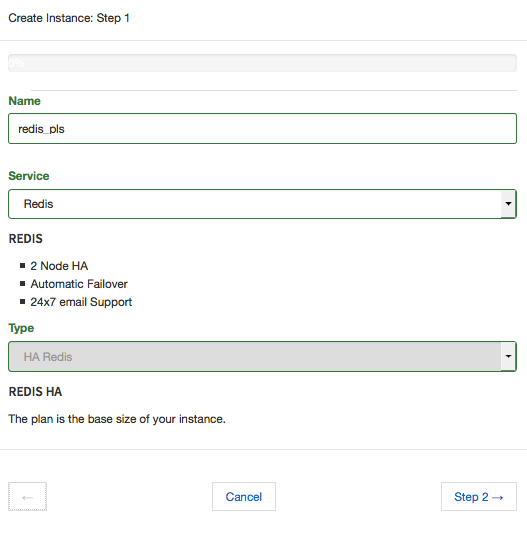 Create Instance: Step 1
0%
Name
redis_pls
Service
Redis
REDIS
2 Node HA
Automatic Failover
24x7 email Support
Type
HA Redis
REDIS HA
The plan is the base size of your instance.
← Cancel Step 2 →